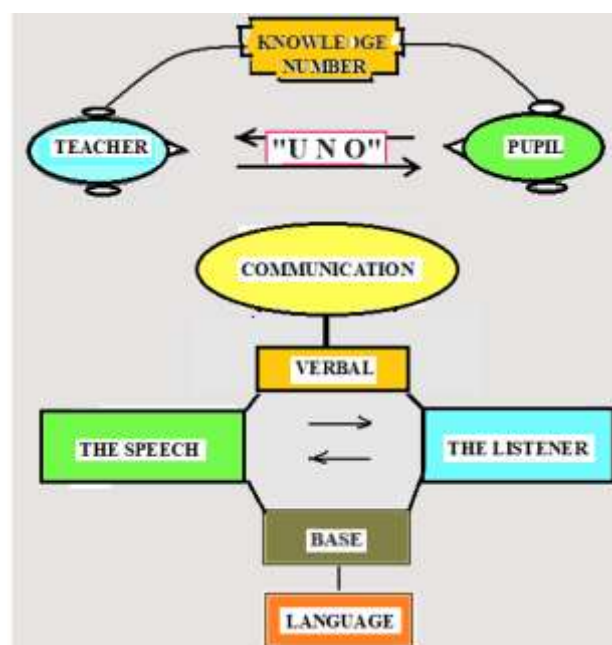 KNOWLEDGE
NUMBER
TEACHER
"U N O"
PUPIL
COMMUNICATION
VERBAL
THE SPEECH
THE LISTENER
BASE
LANGUAGE